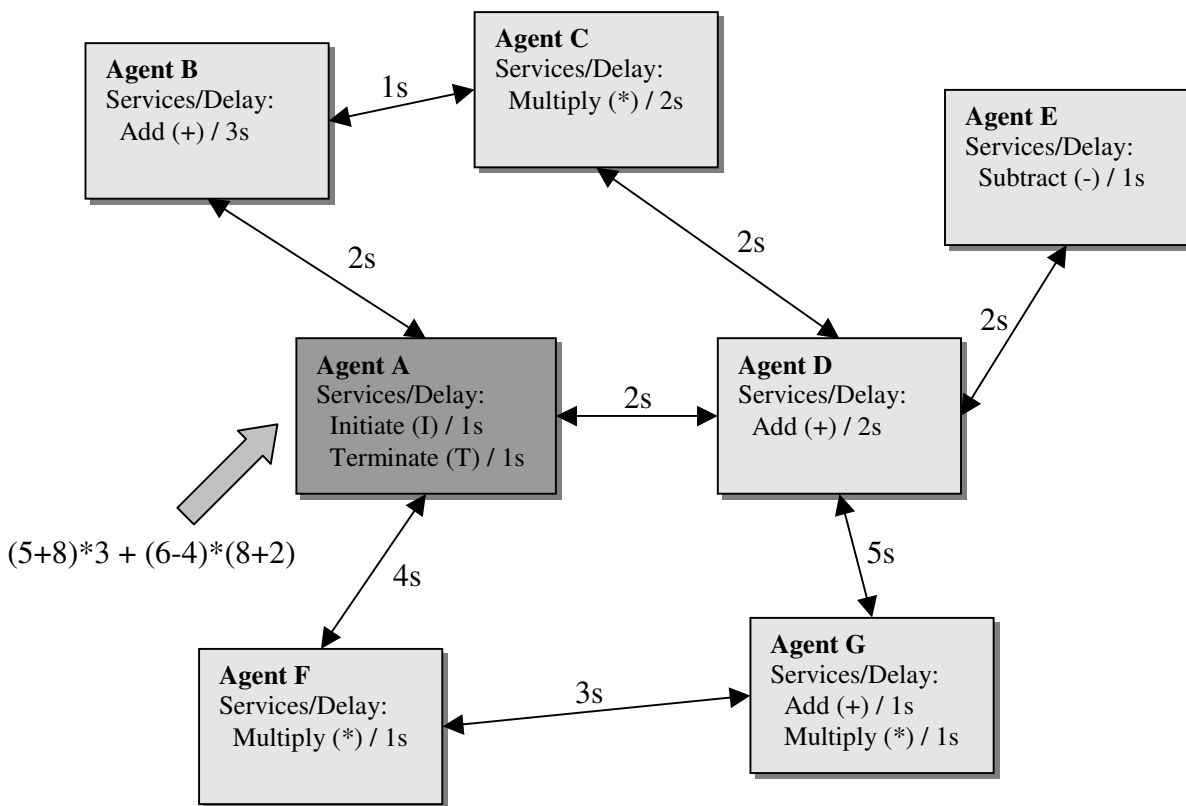 Agent B
Services/Delay:
Add (+) / 3s
1s
Agent C
Services/Delay:
Multiply (*) / 2s
Agent E
Services/Delay:
Subtract (-) / 1s
2s
2s
2s
Agent A
Services/Delay:
Initiate (I) / 1s
Terminate (T) / 1s
2s
Agent D
Services/Delay:
Add (+) / 2s
(5+8)*3 + (6-4)*(8+2)
4s
5s
Agent F
Services/Delay:
Multiply (*) / 1s
3s
Agent G
Services/Delay:
Add (+) / 1s
Multiply (*) / 1s